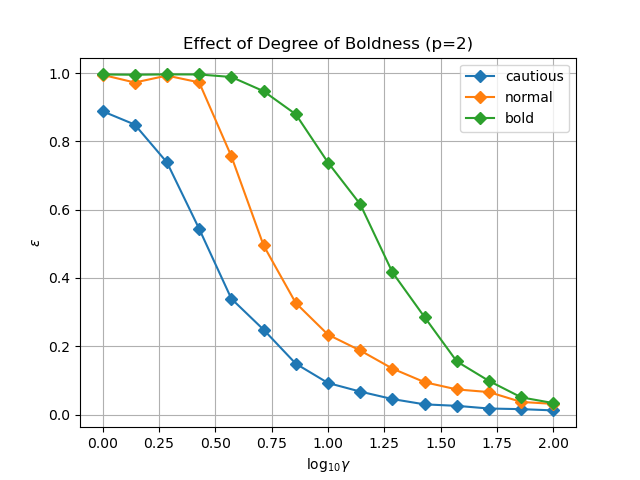 Effect of Degree of Boldness (p=2)
cautious
normal
bold
1.0
0.8
0.6
0.4
0.2
0.0
ε
0.00 0.25 0.50 0.75 1.00 1.25 1.50 1.75 2.00
log₁₀γ